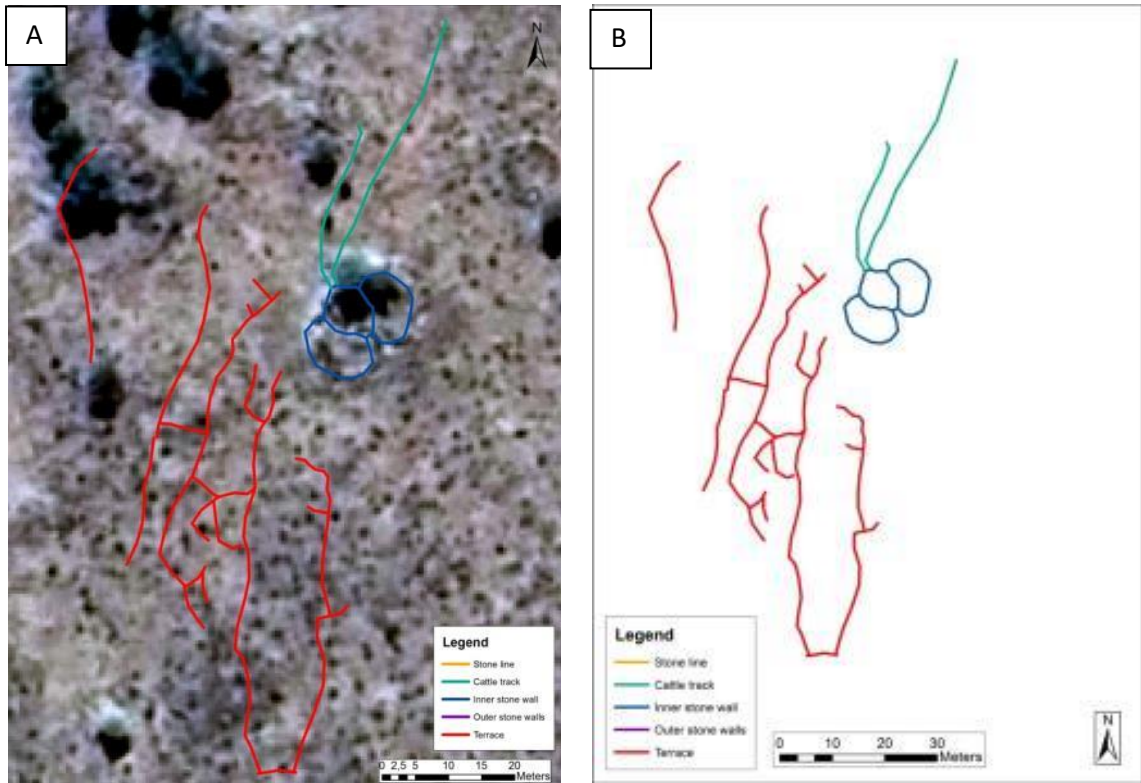 A
N
Legend
Stone line
Cattle track
Inner stone wall
Outer stone walls
Terrace
0 2,5 5 10 15 20
Meters
B
Legend
Stone line
Cattle track
Inner stone wall
Outer stone walls
Terrace
0 5 10 20 30
Meters
N